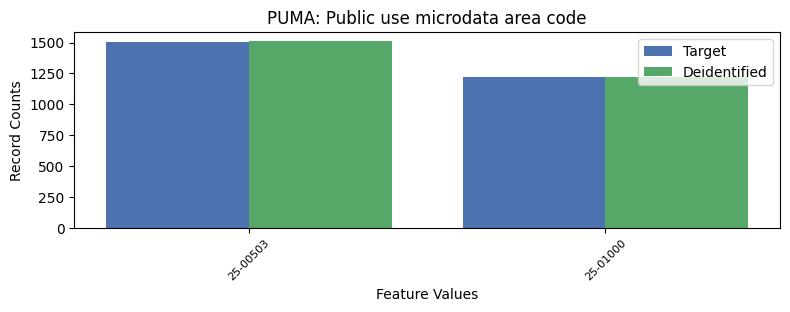 PUMA: Public use microdata area code
Target
Deidentified
Record Counts
1500
1250
1000
750
500
250
0
25-00503
25-01000
Feature Values